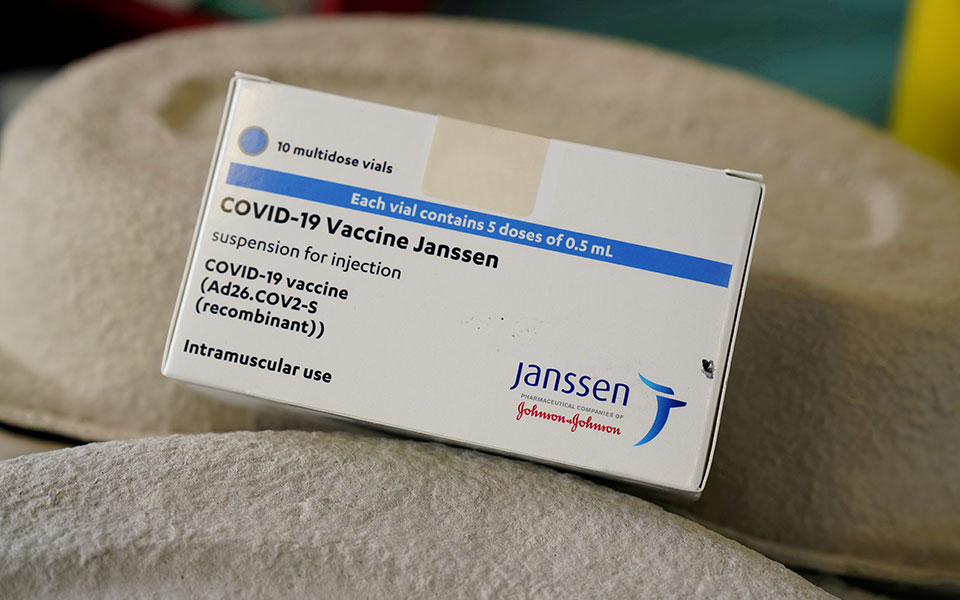 10 multidose vials
Each vial contains 5 doses of 0.5 mL
COVID-19 Vaccine Janssen
suspension for injection
COVID-19 vaccine
(Ad26.COV2-S
(recombinant))
Intramuscular use
janssen
PHARMACEUTICAL COMPANIES OF
Johnson&Johnson